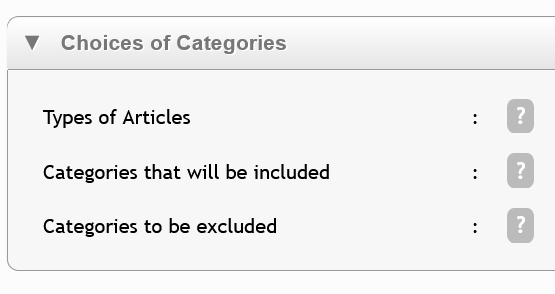 ▼ Choices of Categories
Types of Articles : ?
Categories that will be included : ?
Categories to be excluded : ?